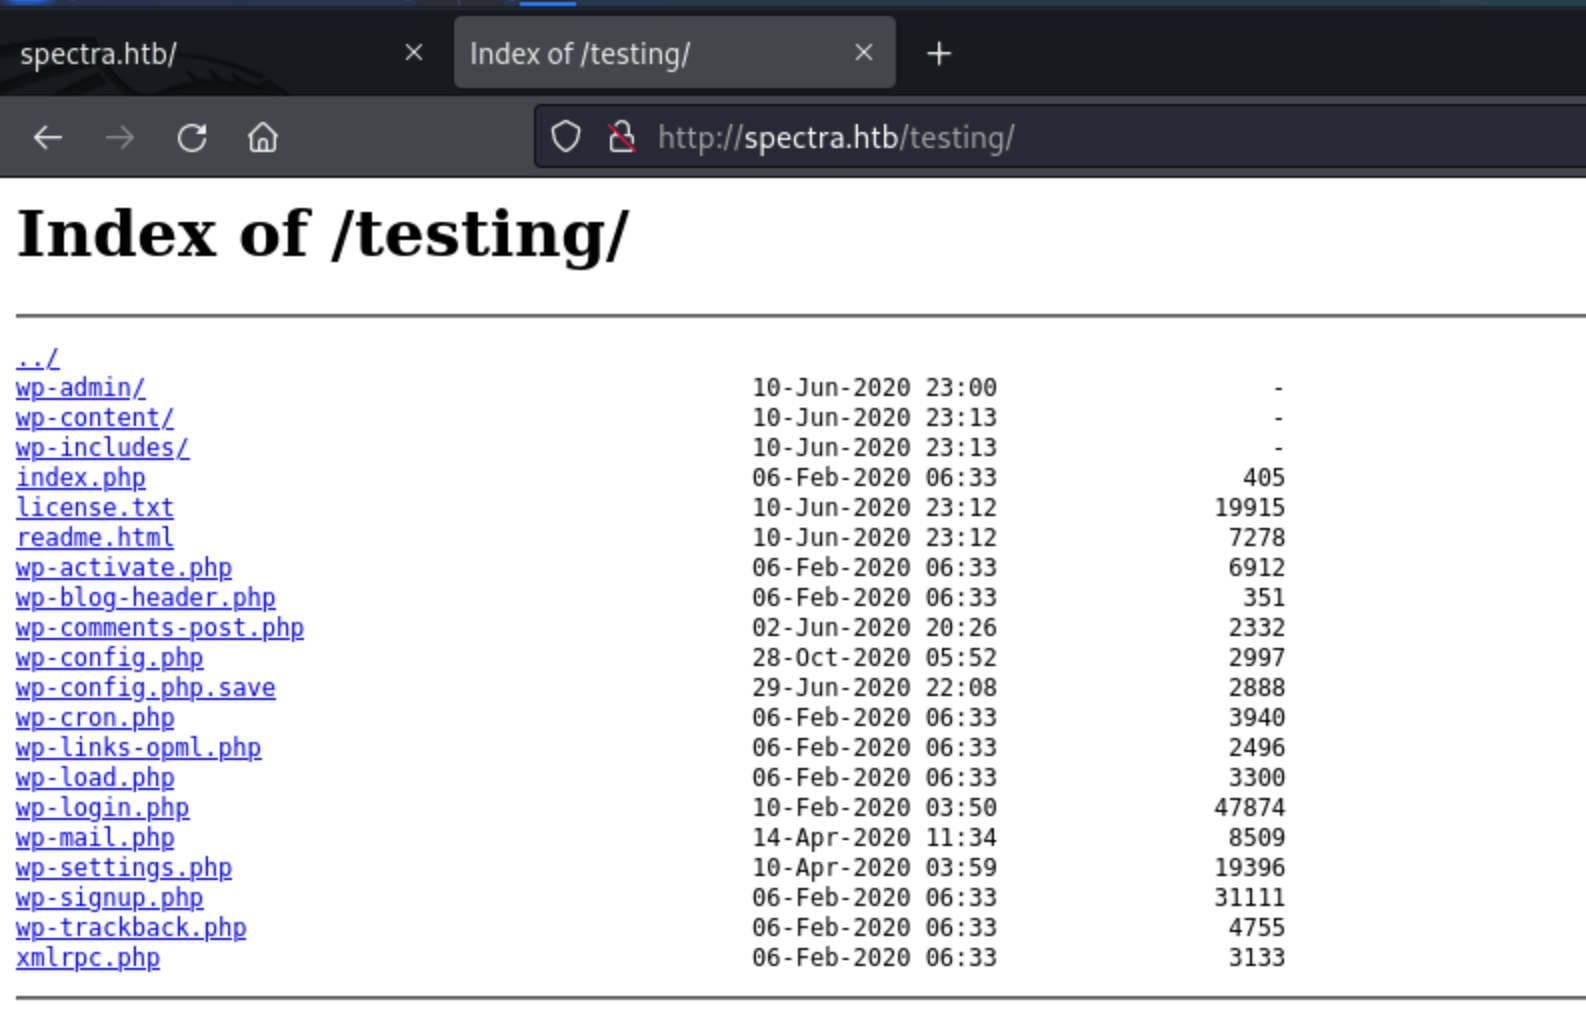 spectra.htb/ Index of /testing/
http://spectra.htb/testing/
Index of /testing/
../
wp-admin/ 10-Jun-2020 23:00 -
wp-content/ 10-Jun-2020 23:13 -
wp-includes/ 10-Jun-2020 23:13 -
index.php 06-Feb-2020 06:33 405
license.txt 10-Jun-2020 23:12 19915
readme.html 10-Jun-2020 23:12 7278
wp-activate.php 06-Feb-2020 06:33 6912
wp-blog-header.php 06-Feb-2020 06:33 351
wp-comments-post.php 02-Jun-2020 20:26 2332
wp-config.php 28-Oct-2020 05:52 2997
wp-config.php.save 29-Jun-2020 22:08 2888
wp-cron.php 06-Feb-2020 06:33 3940
wp-links-opml.php 06-Feb-2020 06:33 2496
wp-load.php 06-Feb-2020 06:33 3300
wp-login.php 10-Feb-2020 03:50 47874
wp-mail.php 14-Apr-2020 11:34 8509
wp-settings.php 10-Apr-2020 03:59 19396
wp-signup.php 06-Feb-2020 06:33 31111
wp-trackback.php 06-Feb-2020 06:33 4755
xmlrpc.php 06-Feb-2020 06:33 3133